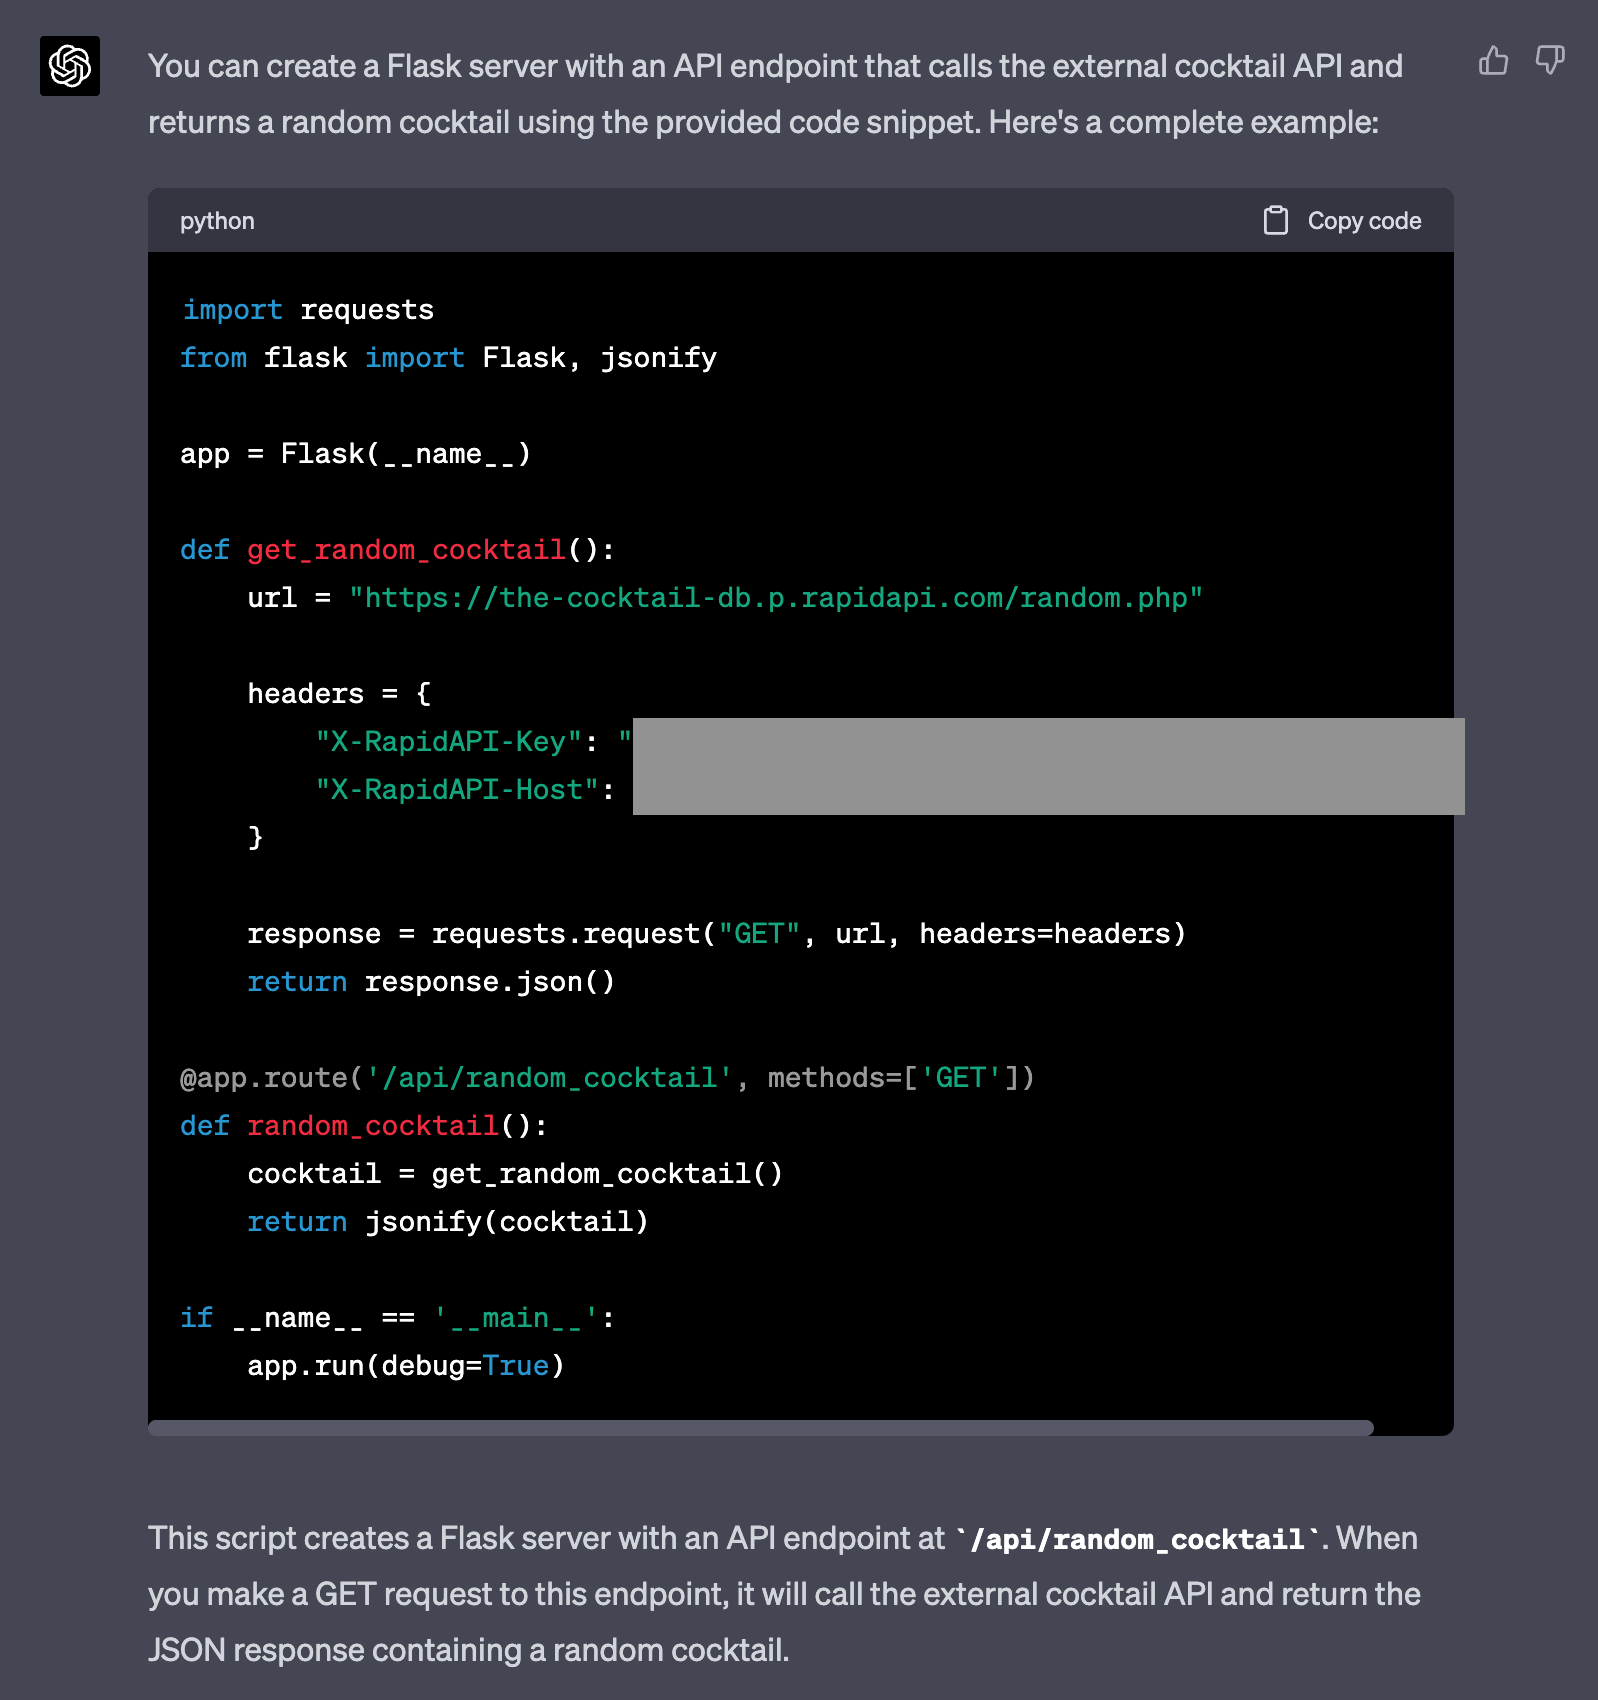 You can create a Flask server with an API endpoint that calls the external cocktail API and
returns a random cocktail using the provided code snippet. Here's a complete example:
python
Copy code
import requests
from flask import Flask, jsonify
app = Flask(__name__)
def get_random_cocktail():
    url = "https://the-cocktail-db.p.rapidapi.com/random.php"
    headers = {
        "X-RapidAPI-Key": "
        "X-RapidAPI-Host":
    }
    response = requests.request("GET", url, headers=headers)
    return response.json()
@app.route('/api/random_cocktail', methods=['GET'])
def random_cocktail():
    cocktail = get_random_cocktail()
    return jsonify(cocktail)
if __name__ == '__main__':
    app.run(debug=True)
This script creates a Flask server with an API endpoint at `/api/random_cocktail`. When
you make a GET request to this endpoint, it will call the external cocktail API and return the
JSON response containing a random cocktail.